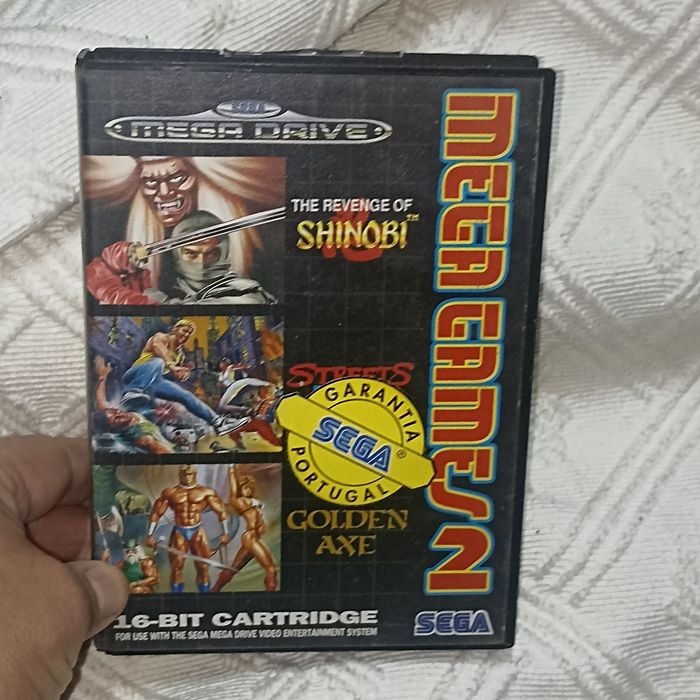 SEGA
MEGA DRIVE
MEGA GAMES 2
THE REVENGE OF
SHINOBI™
STREETS
GARANTIA
SEGA®
PORTUGAL
GOLDEN
AXE
16-BIT CARTRIDGE
FOR USE WITH THE SEGA MEGA DRIVE VIDEO ENTERTAINMENT SYSTEM
SEGA